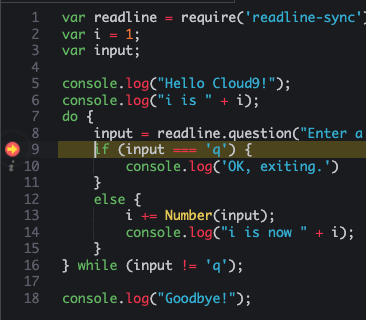 1 var readline = require('readline-sync'
2 var i = 1;
3 var input;
4
5 console.log("Hello Cloud9!");
6 console.log("i is " + i);
7 do {
8 input = readline.question("Enter a
9 if (input === 'q') {
i 10 console.log('OK, exiting.')
11 }
12 else {
13 i += Number(input);
14 console.log("i is now " + i);
15 }
16 } while (input != 'q');
17
18 console.log("Goodbye!");